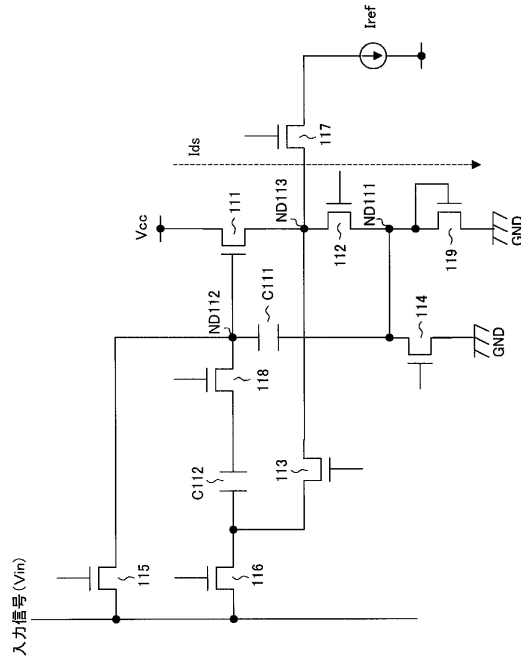 入力信号(Vin)
115
116
C112
113
118
ND112
C111
Vcc
111
ND113
Ids
117
Iref
112
ND111
114
119
GND
GND